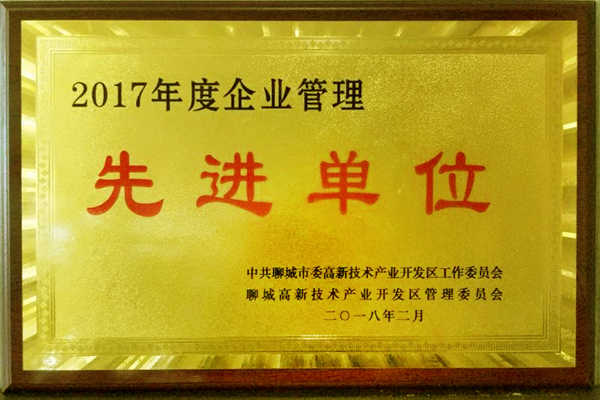 2017年度企业管理
先进单位
中共聊城市委高新技术产业开发区工作委员会
聊城高新技术产业开发区管理委员会
二〇一八年二月